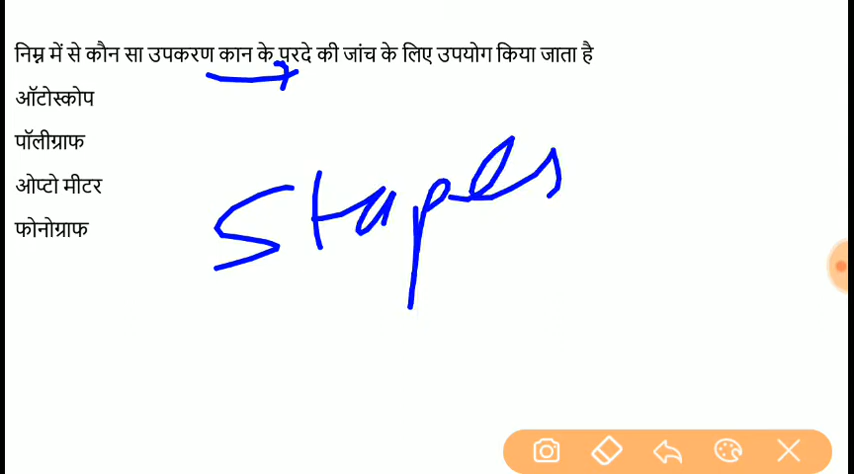 निम्न में से कौन सा उपकरण कान के परदे की जांच के लिए उपयोग किया जाता है
ऑटोस्कोप
पॉलीग्राफ
ओप्टो मीटर
फोनोग्राफ
Stapes